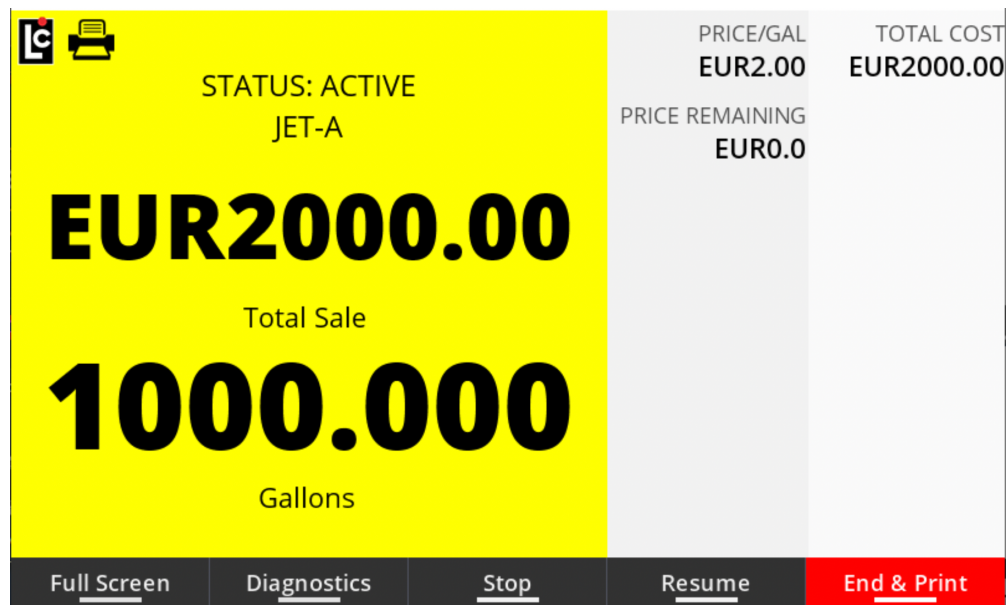 LC
STATUS: ACTIVE
JET-A
EUR2000.00
Total Sale
1000.000
Gallons
PRICE/GAL
EUR2.00
PRICE REMAINING
EUR0.0
TOTAL COST
EUR2000.00
Full Screen
Diagnostics
Stop
Resume
End & Print